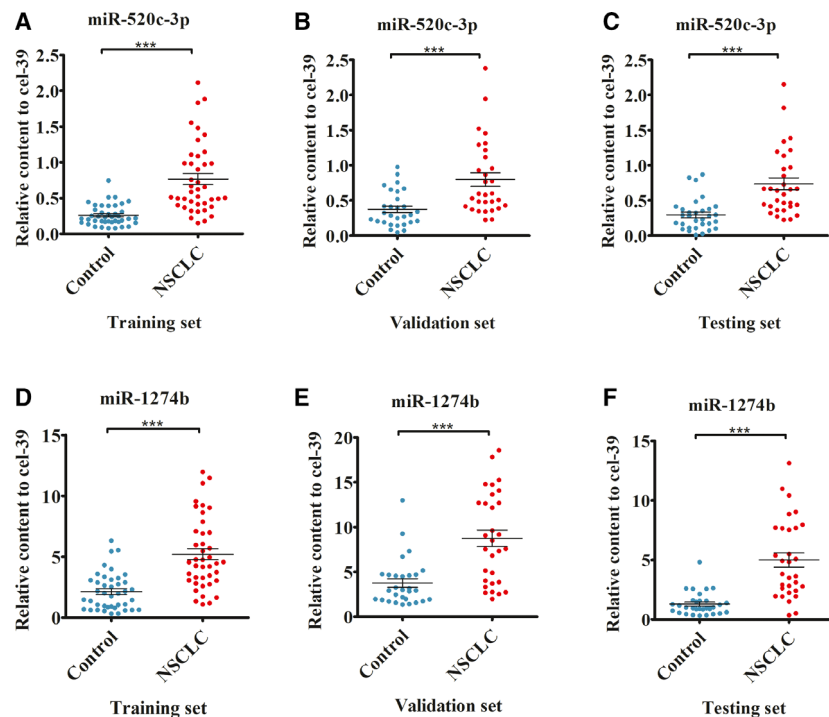 A
miR-520c-3p
***
Relative content to cel-39
2.5
2.0
1.5
1.0
0.5
0.0
Control
NSCLC
Training set
B
miR-520c-3p
***
Relative content to cel-39
2.5
2.0
1.5
1.0
0.5
0.0
Control
NSCLC
Validation set
C
miR-520c-3p
***
Relative content to cel-39
2.5
2.0
1.5
1.0
0.5
0.0
Control
NSCLC
Testing set
D
miR-1274b
***
Relative content to cel-39
15
10
5
0
Control
NSCLC
Training set
E
miR-1274b
***
Relative content to cel-39
20
15
10
5
0
Control
NSCLC
Validation set
F
miR-1274b
***
Relative content to cel-39
15
10
5
0
Control
NSCLC
Testing set